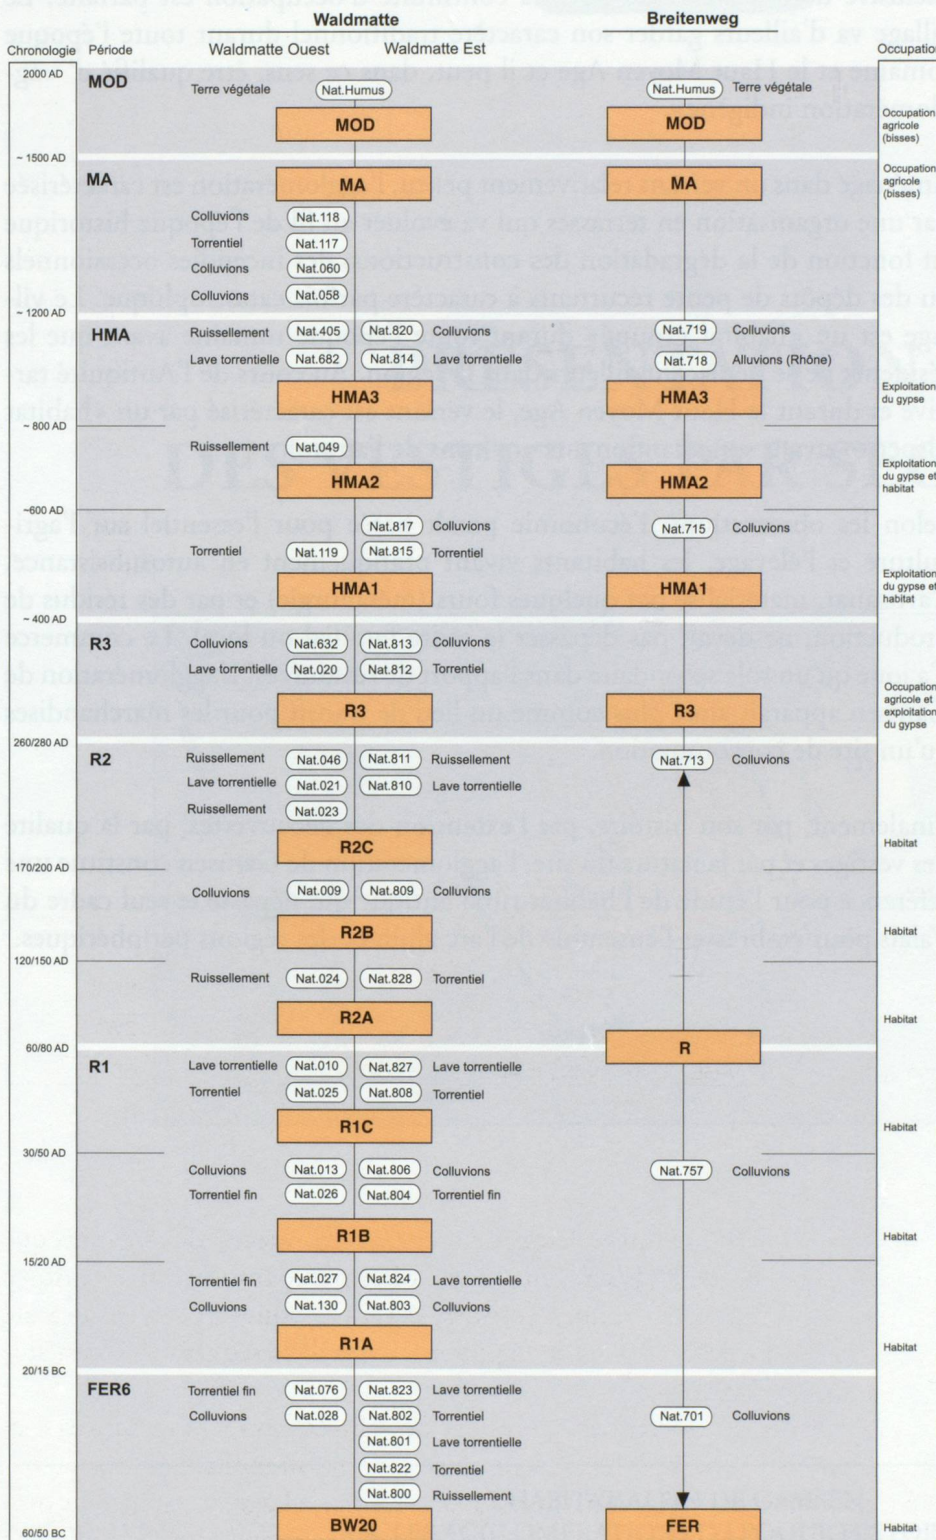 Waldmatte Breitenweg
Chronologie Période Waldmatte Ouest Waldmatte Est Occupation
2000 AD
MOD
Terre végétale Nat.Humus Nat.Humus Terre végétale
MOD MOD Occupation agricole (bisses)
~ 1500 AD
MA
MA MA Occupation agricole (bisses)
Colluvions Nat.118
Torrentiel Nat.117
Colluvions Nat.060
Colluvions Nat.058
~ 1200 AD
HMA
Ruissellement Nat.405 Nat.820 Colluvions Nat.719 Colluvions
Lave torrentielle Nat.682 Nat.814 Lave torrentielle Nat.718 Alluvions (Rhône)
HMA3 HMA3 Exploitation du gypse
~ 800 AD
Ruissellement Nat.049
HMA2 HMA2 Exploitation du gypse et habitat
~600 AD
Nat.817 Colluvions Nat.715 Colluvions
Torrentiel Nat.119 Nat.815 Torrentiel
HMA1 HMA1 Exploitation du gypse et habitat
~ 400 AD
R3
Colluvions Nat.632 Nat.813 Colluvions
Lave torrentielle Nat.020 Nat.812 Torrentiel
R3 R3 Occupation agricole et exploitation du gypse
260/280 AD
R2
Ruissellement Nat.046 Nat.811 Ruissellement Nat.713 Colluvions
Lave torrentielle Nat.021 Nat.810 Lave torrentielle
Ruissellement Nat.023
R2C Habitat
170/200 AD
Colluvions Nat.009 Nat.809 Colluvions
R2B Habitat
120/150 AD
Ruissellement Nat.024 Nat.828 Torrentiel
R2A Habitat
60/80 AD R
R1
Lave torrentielle Nat.010 Nat.827 Lave torrentielle
Torrentiel Nat.025 Nat.808 Torrentiel
R1C Habitat
30/50 AD
Colluvions Nat.013 Nat.806 Colluvions Nat.757 Colluvions
Torrentiel fin Nat.026 Nat.804 Torrentiel fin
R1B Habitat
15/20 AD
Torrentiel fin Nat.027 Nat.824 Lave torrentielle
Colluvions Nat.130 Nat.803 Colluvions
R1A Habitat
20/15 BC
FER6
Torrentiel fin Nat.076 Nat.823 Lave torrentielle
Colluvions Nat.028 Nat.802 Torrentiel Nat.701 Colluvions
Nat.801 Lave torrentielle
Nat.822 Torrentiel
Nat.800 Ruissellement
60/50 BC BW20 FER Habitat